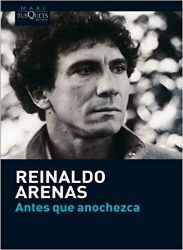 MAXI
TUSQUETS
REINALDO
ARENAS
Antes que anochezca